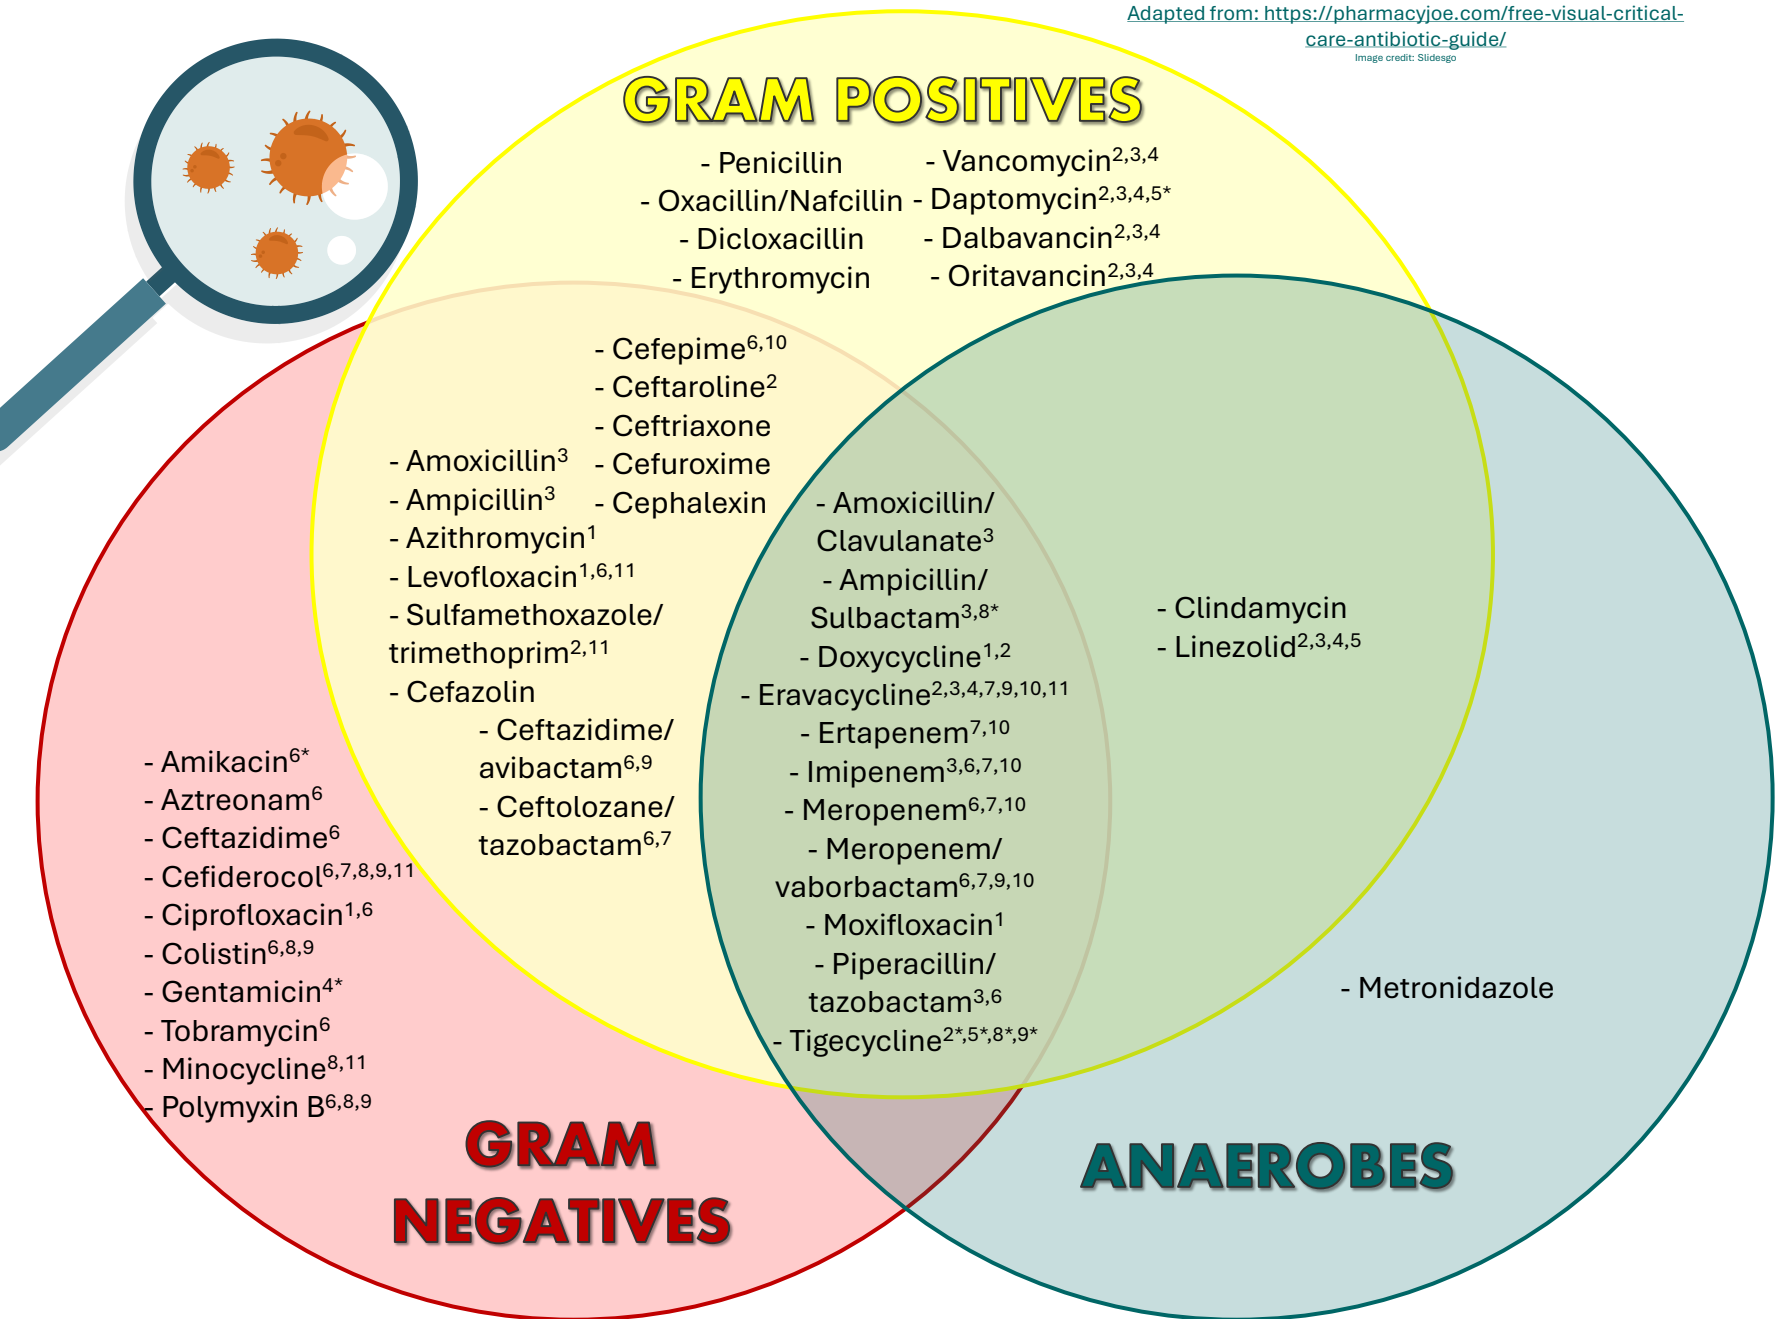 Adapted from: https://pharmacyjoe.com/free-visual-critical-
care-antibiotic-guide/
Image credit: Slidesgo
GRAM POSITIVES
- Penicillin
- Oxacillin/Nafcillin
- Dicloxacillin
- Erythromycin
- Vancomycin2,3,4
- Daptomycin2,3,4,5*
- Dalbavancin2,3,4
- Oritavancin2,3,4
- Cefepime6,10
- Ceftaroline2
- Ceftriaxone
- Cefuroxime
- Cephalexin
- Amoxicillin3
- Ampicillin3
- Azithromycin1
- Levofloxacin1,6,11
- Sulfamethoxazole/
trimethoprim2,11
- Cefazolin
- Ceftazidime/
avibactam6,9
- Ceftolozane/
tazobactam6,7
- Amoxicillin/
Clavulanate3
- Ampicillin/
Sulbactam3,8*
- Doxycycline1,2
- Eravacycline2,3,4,7,9,10,11
- Ertapenem7,10
- Imipenem3,6,7,10
- Meropenem6,7,10
- Meropenem/
vaborbactam6,7,9,10
- Moxifloxacin1
- Piperacillin/
tazobactam3,6
- Tigecycline2*,5*,8*,9*
- Clindamycin
- Linezolid2,3,4,5
- Amikacin6*
- Aztreonam6
- Ceftazidime6
- Cefiderocol6,7,8,9,11
- Ciprofloxacin1,6
- Colistin6,8,9
- Gentamicin4*
- Tobramycin6
- Minocycline8,11
- Polymyxin B6,8,9
- Metronidazole
GRAM
NEGATIVES
ANAEROBES